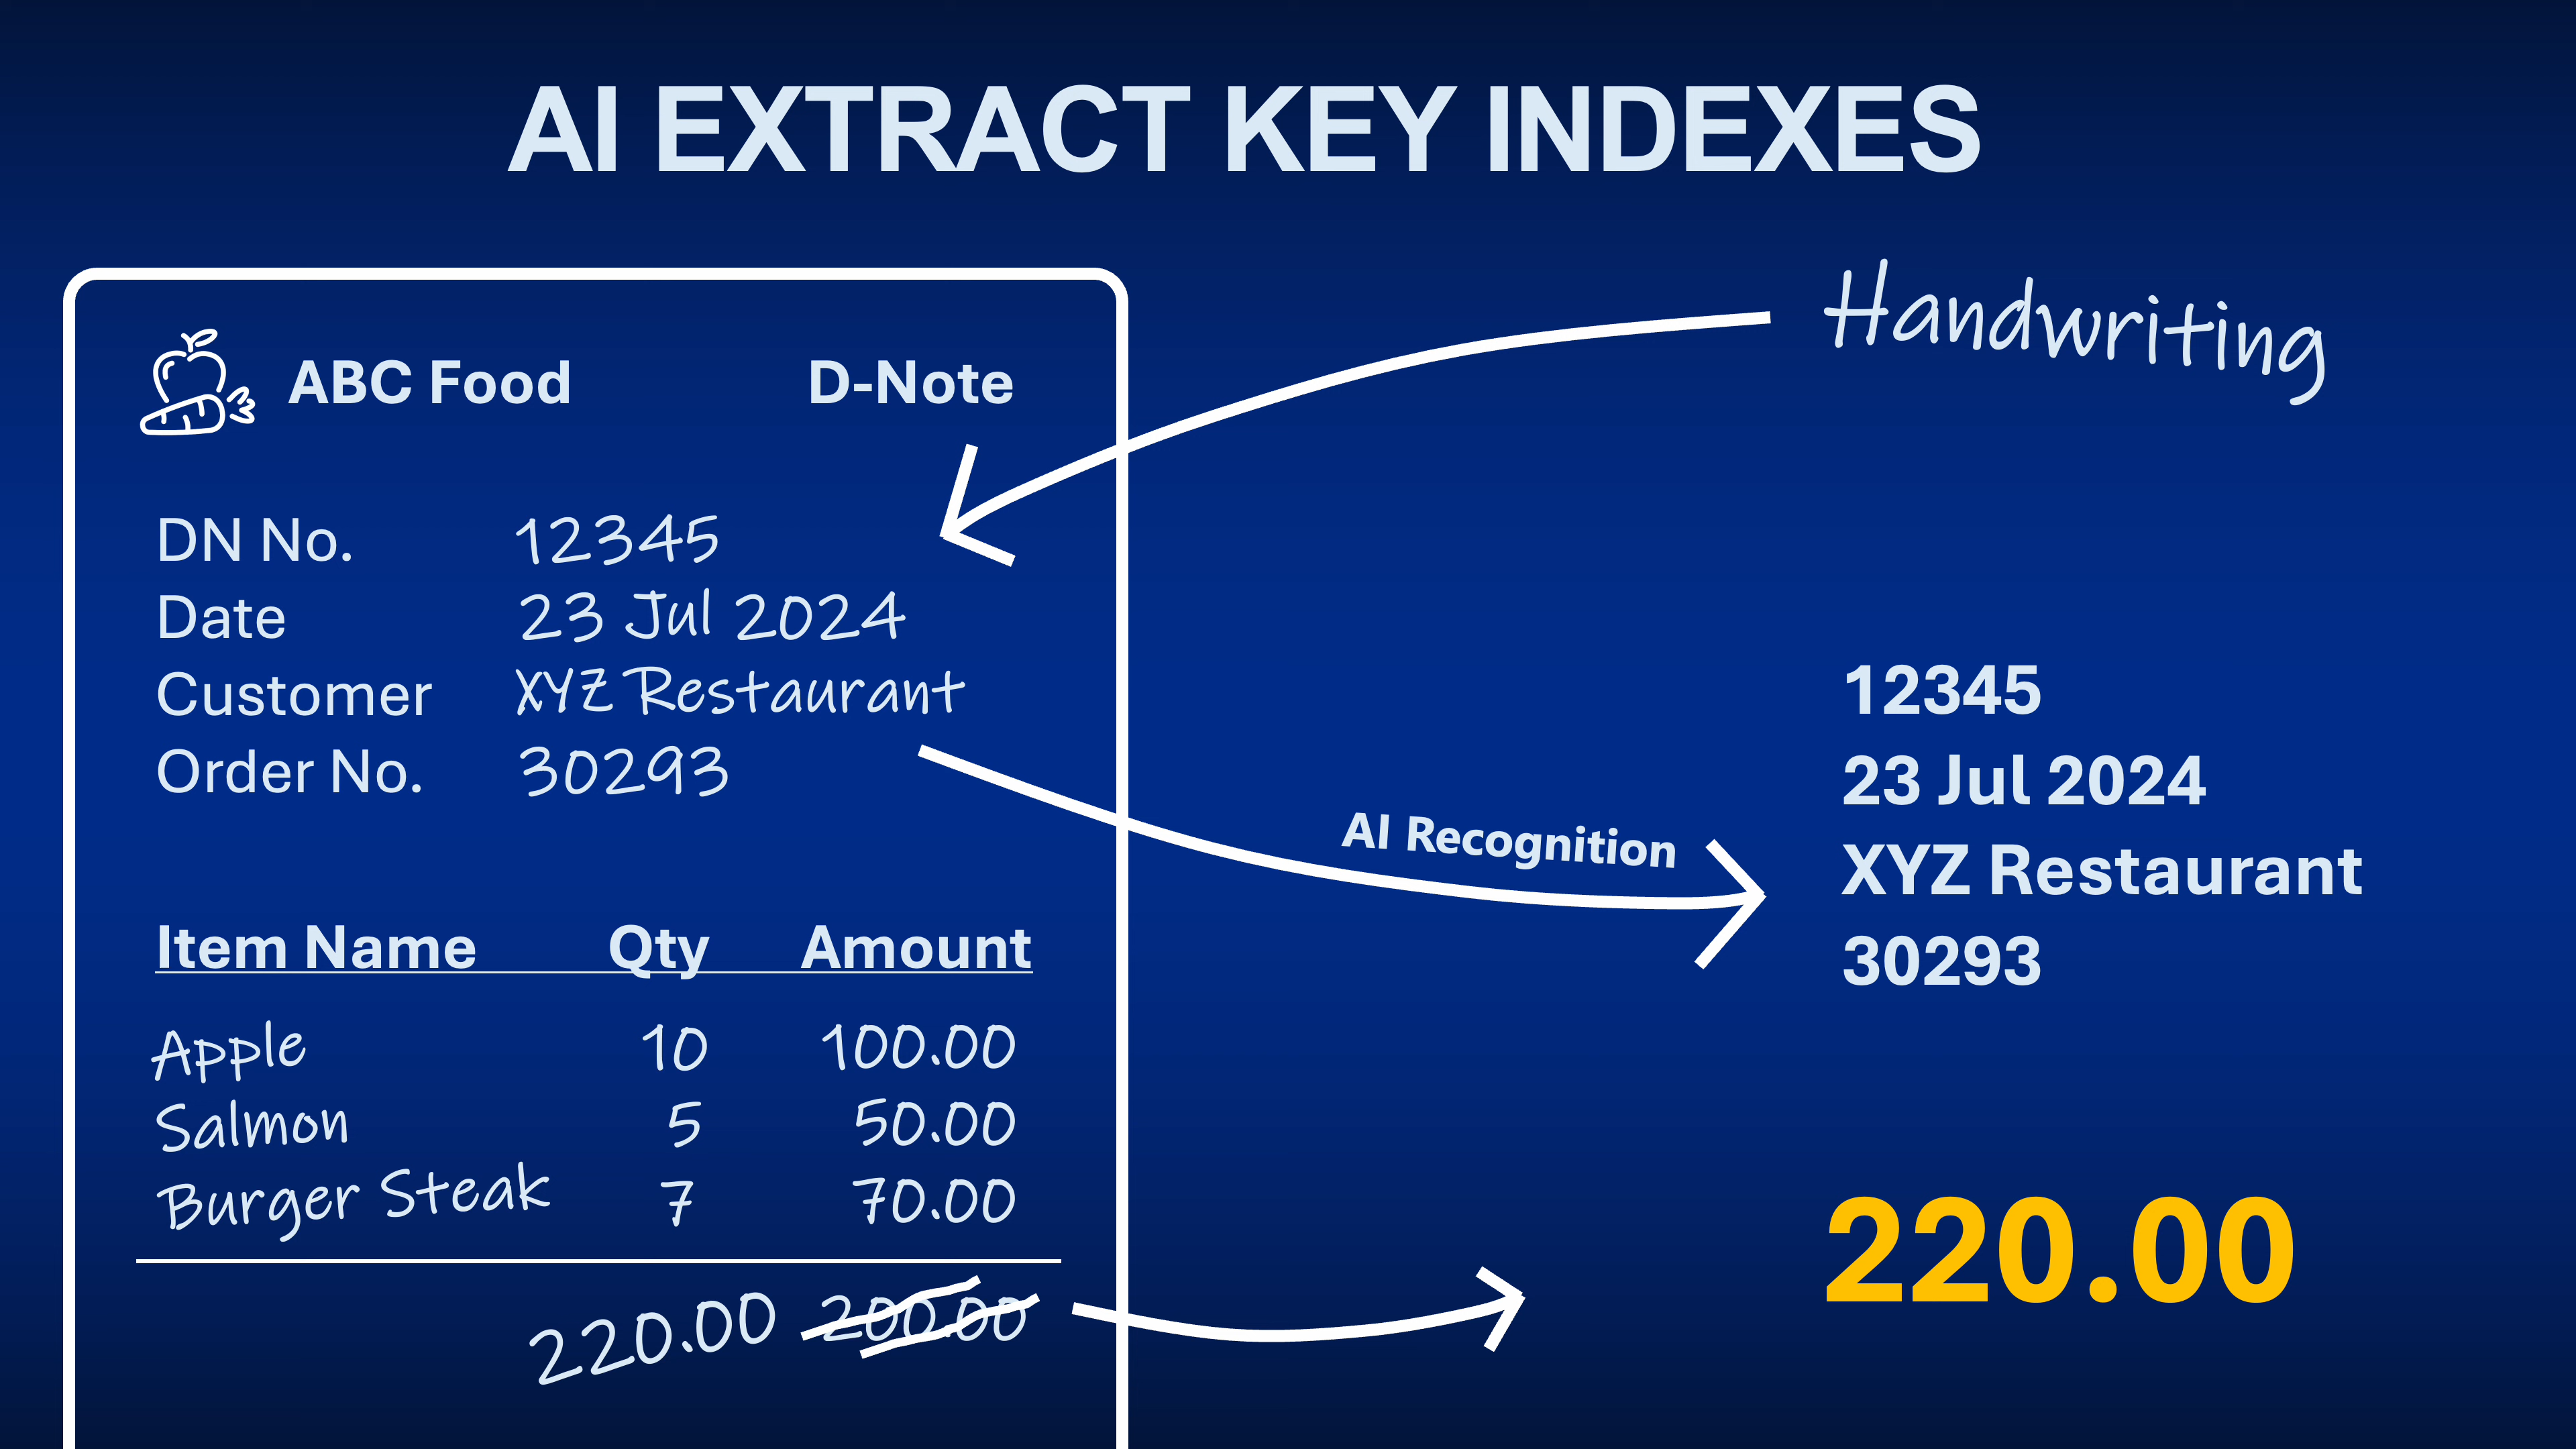 AI EXTRACT KEY INDEXES
Handwriting
ABC Food D-Note
DN No. 12345
Date 23 Jul 2024
Customer XYZ Restaurant
Order No. 30293
AI Recognition
12345
23 Jul 2024
XYZ Restaurant
30293
Item Name Qty Amount
Apple 10 100.00
Salmon 5 50.00
Burger Steak 7 70.00
220.00 200.00
220.00